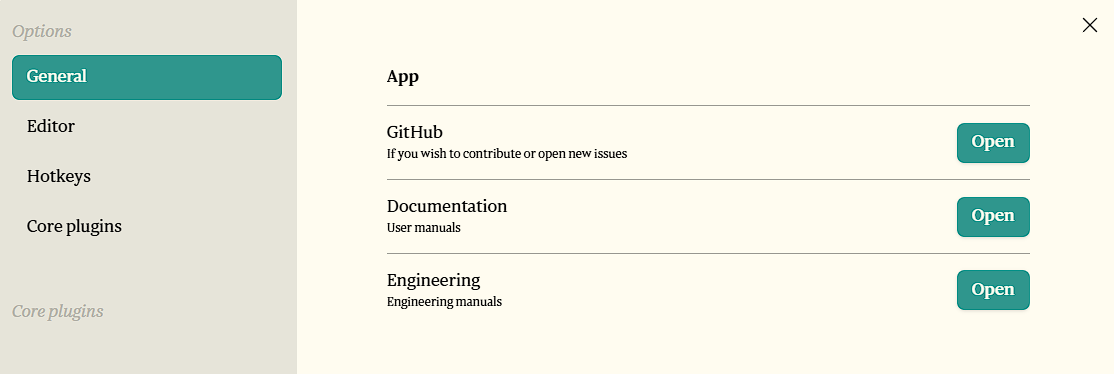 Options
General
Editor
Hotkeys
Core plugins
Core plugins
App
GitHub
If you wish to contribute or open new issues
Open
Documentation
User manuals
Open
Engineering
Engineering manuals
Open